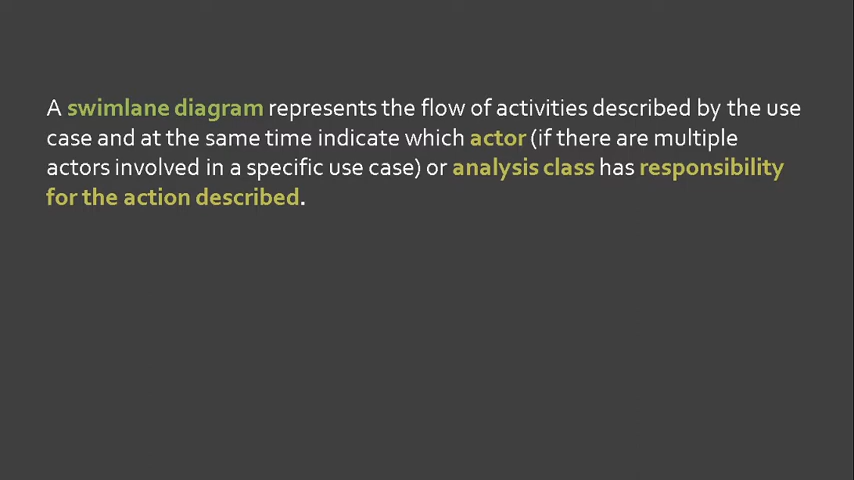 A swimlane diagram represents the flow of activities described by the use
case and at the same time indicate which actor (if there are multiple
actors involved in a specific use case) or analysis class has responsibility
for the action described.